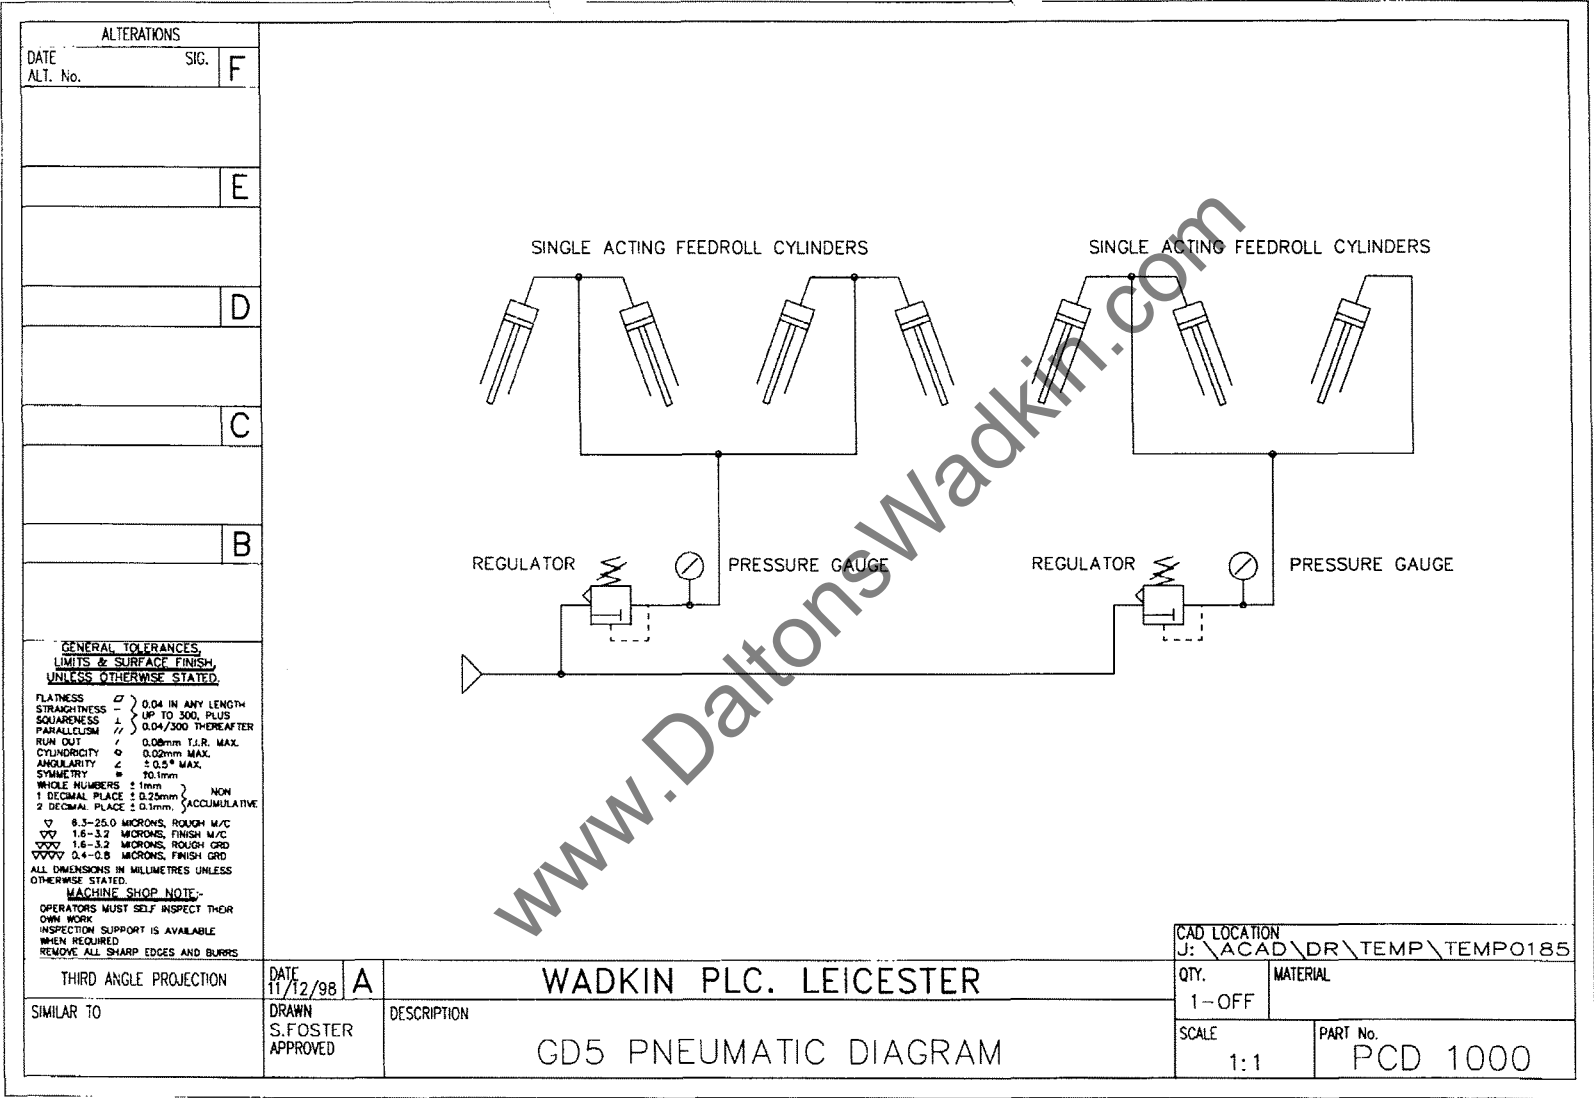 ALTERATIONS
DATE SIG. F
ALT. No.
E
D
C
B
SINGLE ACTING FEEDROLL CYLINDERS
SINGLE ACTING FEEDROLL CYLINDERS
REGULATOR
PRESSURE GAUGE
REGULATOR
PRESSURE GAUGE
www.DaltonsWadkin.com
GENERAL TOLERANCES,
LIMITS & SURFACE FINISH,
UNLESS OTHERWISE STATED.
FLATNESS
STRAIGHTNESS
SQUARENESS
PARALLELISM
0.04 IN ANY LENGTH
UP TO 300, PLUS
0.04/300 THEREAFTER
RUN OUT 0.08mm T.I.R. MAX.
CYLINDRICITY 0.02mm MAX.
ANGULARITY ±0.5° MAX.
SYMMETRY ±0.1mm
WHOLE NUMBERS ±1mm
1 DECIMAL PLACE ±0.25mm
2 DECIMAL PLACE ±0.1mm.
NON
ACCUMULATIVE
6.3-25.0 MICRONS, ROUGH M/C
1.6-3.2 MICRONS, FINISH M/C
1.6-3.2 MICRONS, ROUGH GRD
0.4-0.8 MICRONS, FINISH GRD
ALL DIMENSIONS IN MILLIMETRES UNLESS
OTHERWISE STATED.
MACHINE SHOP NOTE:-
OPERATORS MUST SELF INSPECT THEIR
OWN WORK
INSPECTION SUPPORT IS AVAILABLE
WHEN REQUIRED
REMOVE ALL SHARP EDGES AND BURRS
THIRD ANGLE PROJECTION
SIMILAR TO
DATE
11/12/98 A
DRAWN
S.FOSTER
APPROVED
WADKIN PLC. LEICESTER
DESCRIPTION
GD5 PNEUMATIC DIAGRAM
CAD LOCATION
J:\ACAD\DR\TEMP\TEMP0185
QTY.
1-OFF
MATERIAL
SCALE
1:1
PART No.
PCD 1000